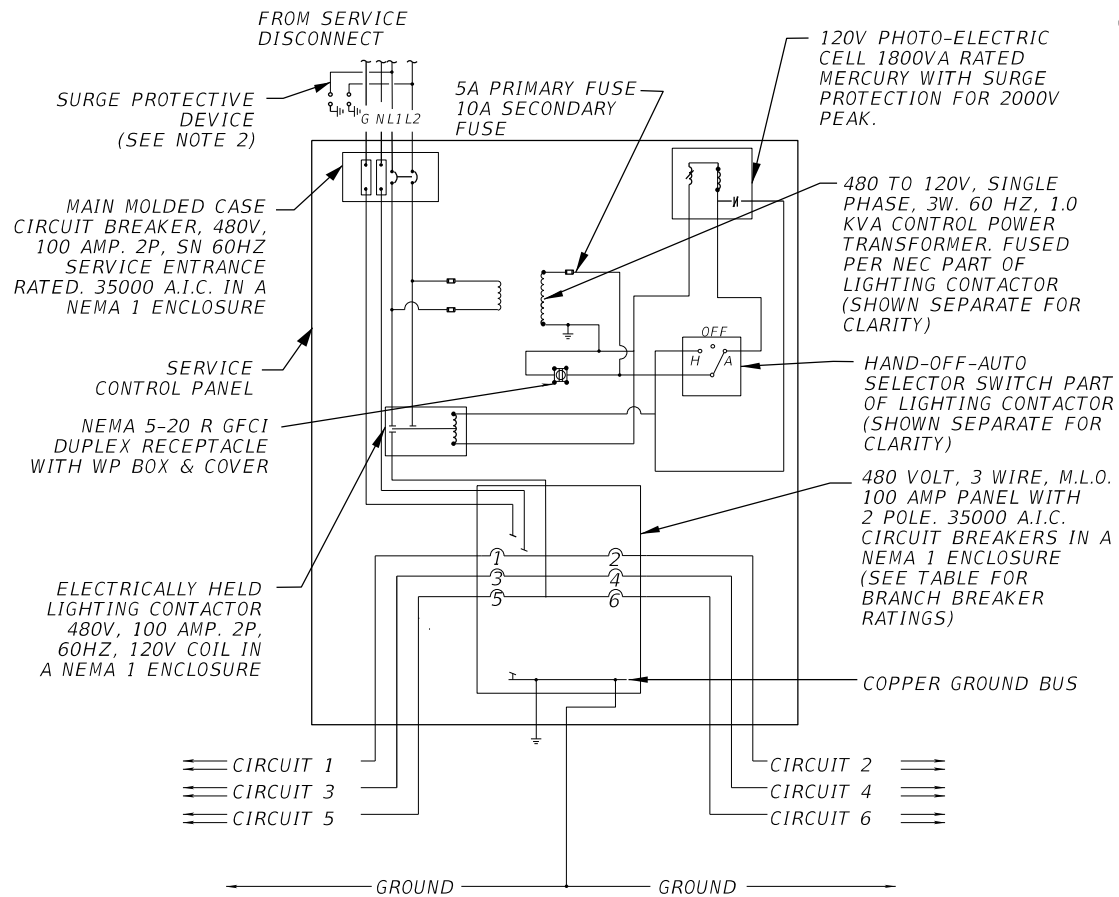 FROM SERVICE
DISCONNECT
120V PHOTO-ELECTRIC
CELL 1800VA RATED
MERCURY WITH SURGE
PROTECTION FOR 2000V
PEAK.
5A PRIMARY FUSE
10A SECONDARY
FUSE
SURGE PROTECTIVE
DEVICE
(SEE NOTE 2)
G N L1 L2
MAIN MOLDED CASE
CIRCUIT BREAKER, 480V,
100 AMP. 2P, SN 60HZ
SERVICE ENTRANCE
RATED. 35000 A.I.C. IN A
NEMA 1 ENCLOSURE
480 TO 120V, SINGLE
PHASE, 3W. 60 HZ, 1.0
KVA CONTROL POWER
TRANSFORMER. FUSED
PER NEC PART OF
LIGHTING CONTACTOR
(SHOWN SEPARATE FOR
CLARITY)
OFF
H A
SERVICE
CONTROL PANEL
HAND-OFF-AUTO
SELECTOR SWITCH PART
OF LIGHTING CONTACTOR
(SHOWN SEPARATE FOR
CLARITY)
NEMA 5-20 R GFCI
DUPLEX RECEPTACLE
WITH WP BOX & COVER
480 VOLT, 3 WIRE, M.L.O.
100 AMP PANEL WITH
2 POLE. 35000 A.I.C.
CIRCUIT BREAKERS IN A
NEMA 1 ENCLOSURE
(SEE TABLE FOR
BRANCH BREAKER
RATINGS)
1 2
3 4
5 6
ELECTRICALLY HELD
LIGHTING CONTACTOR
480V, 100 AMP. 2P,
60HZ, 120V COIL IN
A NEMA 1 ENCLOSURE
COPPER GROUND BUS
CIRCUIT 1
CIRCUIT 3
CIRCUIT 5
CIRCUIT 2
CIRCUIT 4
CIRCUIT 6
GROUND GROUND